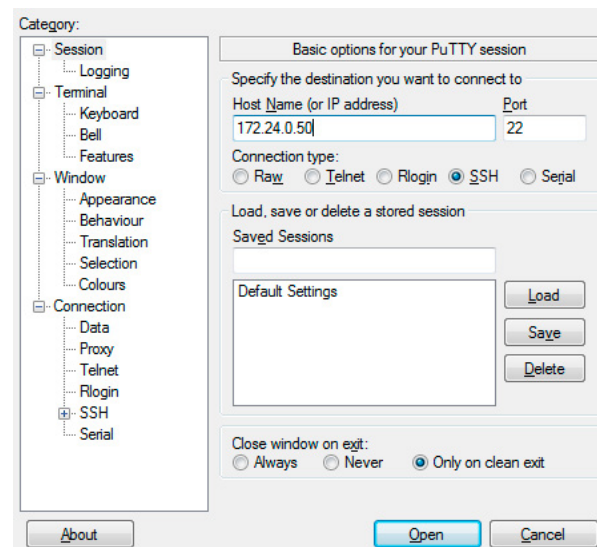 Category:
Session
Logging
Terminal
Keyboard
Bell
Features
Window
Appearance
Behaviour
Translation
Selection
Colours
Connection
Data
Proxy
Telnet
Rlogin
SSH
Serial
Basic options for your PuTTY session
Specify the destination you want to connect to
Host Name (or IP address) Port
172.24.0.50 22
Connection type:
Raw Telnet Rlogin SSH Serial
Load, save or delete a stored session
Saved Sessions
Default Settings
Load
Save
Delete
Close window on exit:
Always Never Only on clean exit
About Open Cancel